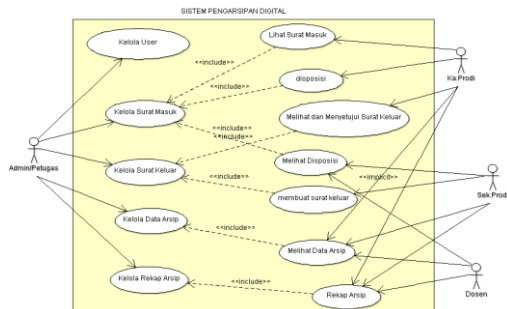 SISTEM PENGARSIPAN DIGITAL
Kelola User
Lihat Surat Masuk
<<include>>
disposisi
Ka.Prodi
<<include>>
Kelola Surat Masuk
Melihat dan Menyetujui Surat Keluar
<<include>>
<<include>>
Admin/Petugas
Melihat Disposisi
Kelola Surat Keluar
<<implicit>>
<<include>>
membuat surat keluar
Sek.Prodi
Kelola Data Arsip
<<include>>
Melihat Data Arsip
Kelola Rekap Arsip
<<include>>
Rekap Arsip
Dosen